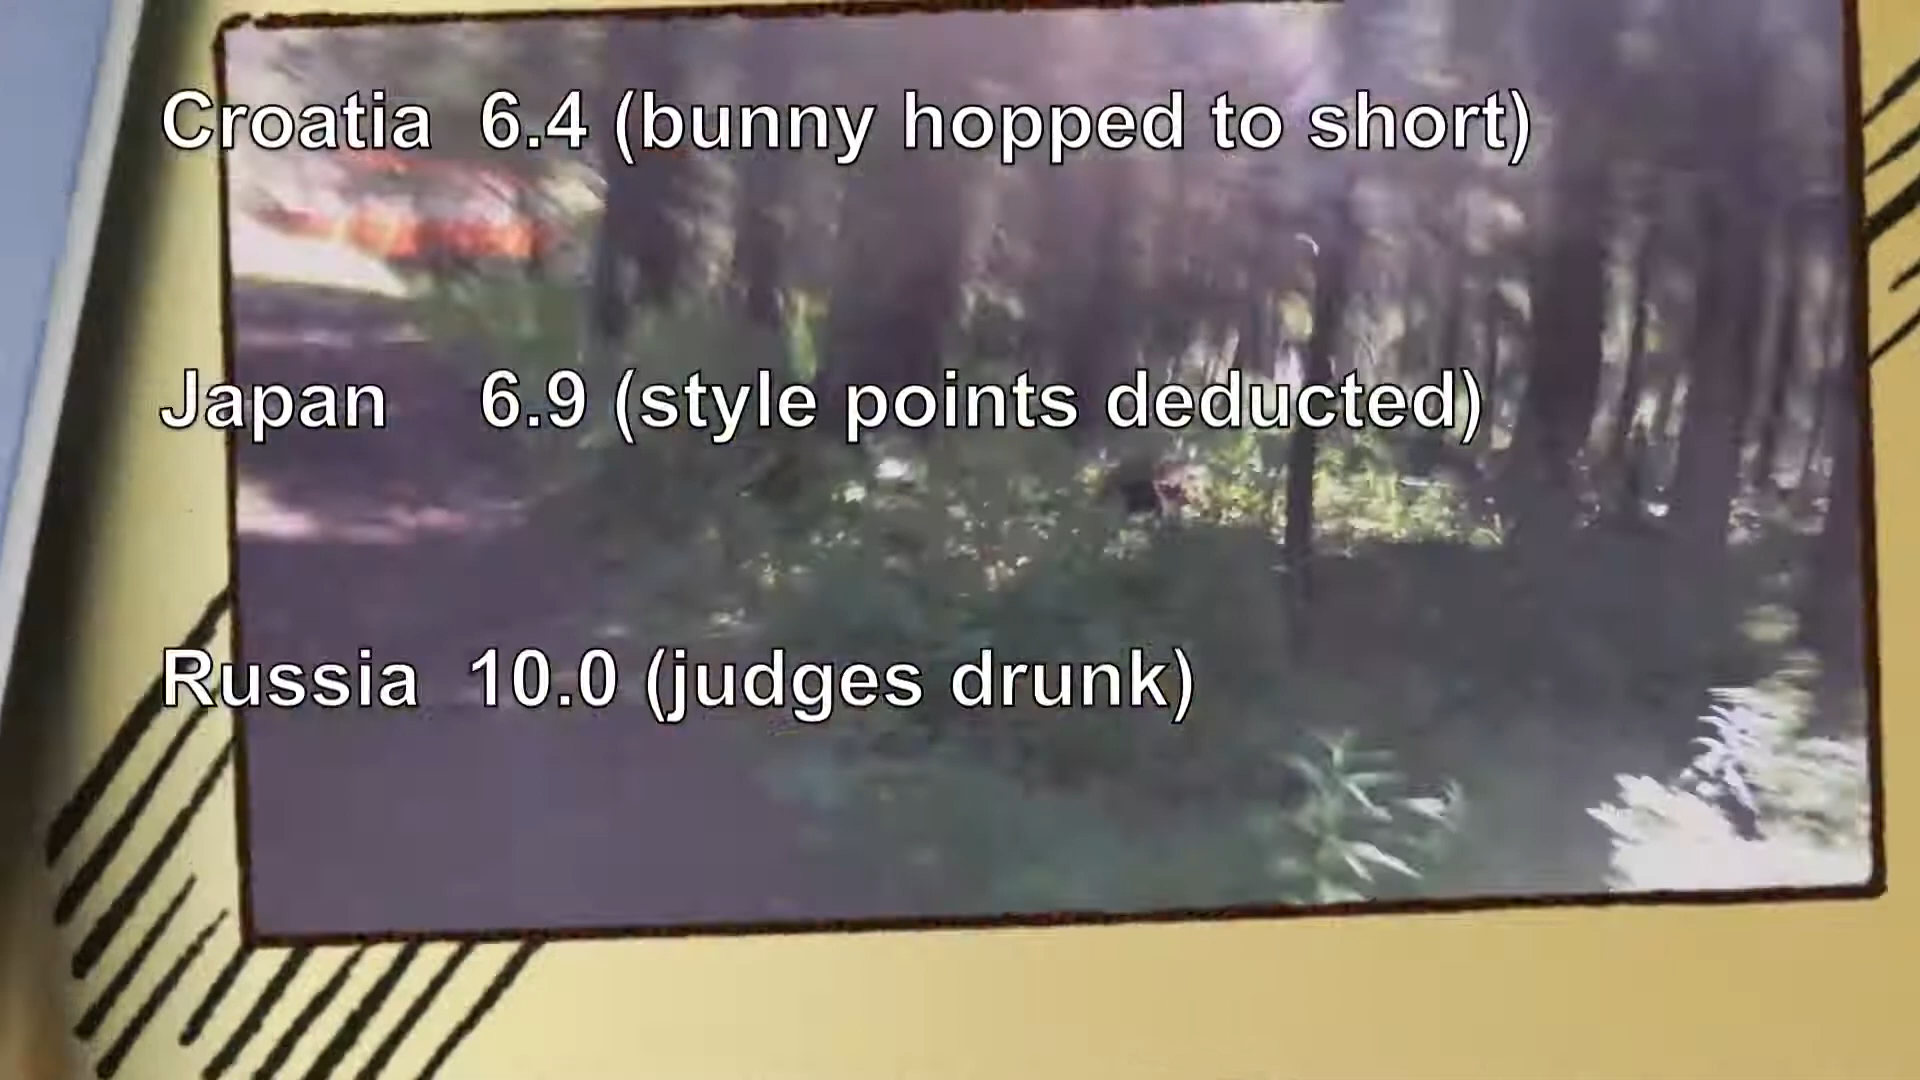 Croatia 6.4 (bunny hopped to short)
Japan 6.9 (style points deducted)
Russia 10.0 (judges drunk)